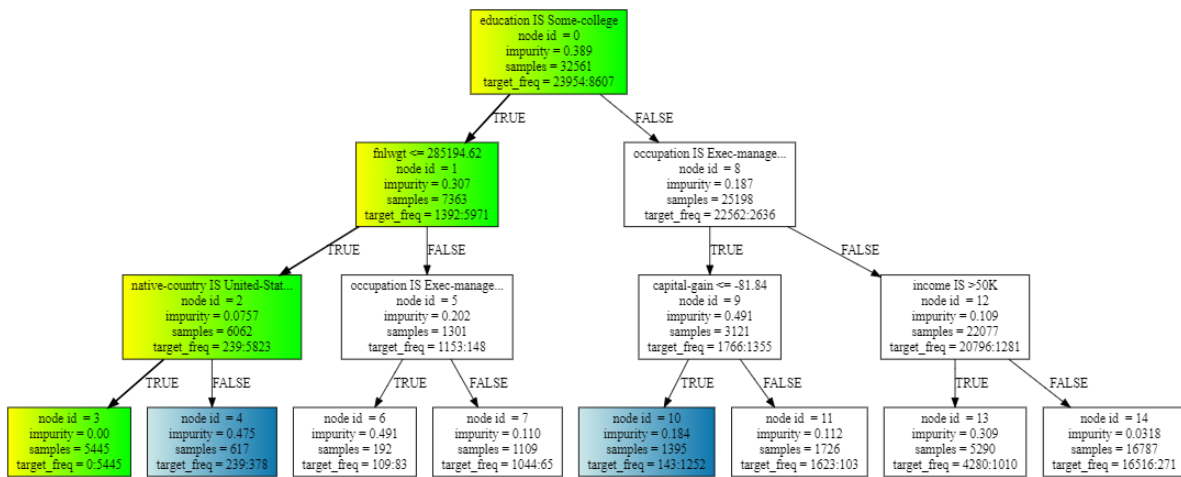 education IS Some-college
node id = 0
impurity = 0.389
samples = 32561
target_freq = 23954:8607
TRUE
FALSE
fnlwgt <= 285194.62
node id = 1
impurity = 0.307
samples = 7363
target_freq = 1392:5971
occupation IS Exec-manage...
node id = 8
impurity = 0.187
samples = 25198
target_freq = 22562:2636
TRUE
FALSE
TRUE
FALSE
native-country IS United-Stat...
node id = 2
impurity = 0.0757
samples = 6062
target_freq = 239:5823
occupation IS Exec-manage...
node id = 5
impurity = 0.202
samples = 1301
target_freq = 1153:148
capital-gain <= -81.84
node id = 9
impurity = 0.491
samples = 3121
target_freq = 1766:1355
income IS >50K
node id = 12
impurity = 0.109
samples = 22077
target_freq = 20796:1281
TRUE
FALSE
TRUE
FALSE
TRUE
FALSE
TRUE
FALSE
node id = 3
impurity = 0.00
samples = 5445
target_freq = 0:5445
node id = 4
impurity = 0.475
samples = 617
target_freq = 239:378
node id = 6
impurity = 0.491
samples = 192
target_freq = 109:83
node id = 7
impurity = 0.110
samples = 1109
target_freq = 1044:65
node id = 10
impurity = 0.184
samples = 1395
target_freq = 143:1252
node id = 11
impurity = 0.112
samples = 1726
target_freq = 1623:103
node id = 13
impurity = 0.309
samples = 5290
target_freq = 4280:1010
node id = 14
impurity = 0.0318
samples = 16787
target_freq = 16516:271